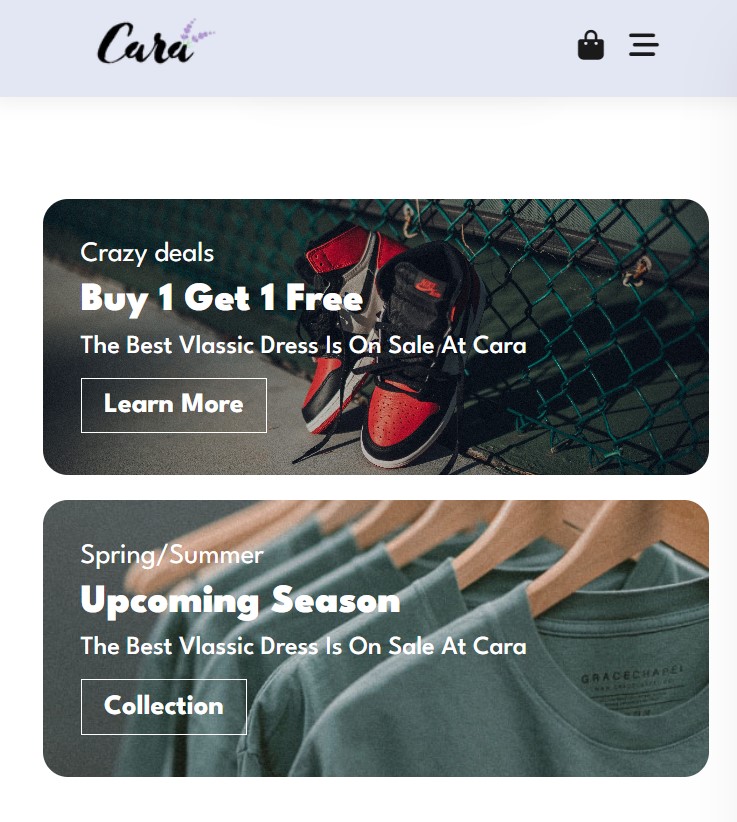 Cara
Crazy deals
Buy 1 Get 1 Free
The Best Vlassic Dress Is On Sale At Cara
Learn More
Spring/Summer
Upcoming Season
The Best Vlassic Dress Is On Sale At Cara
Collection
GRACECHAPEL